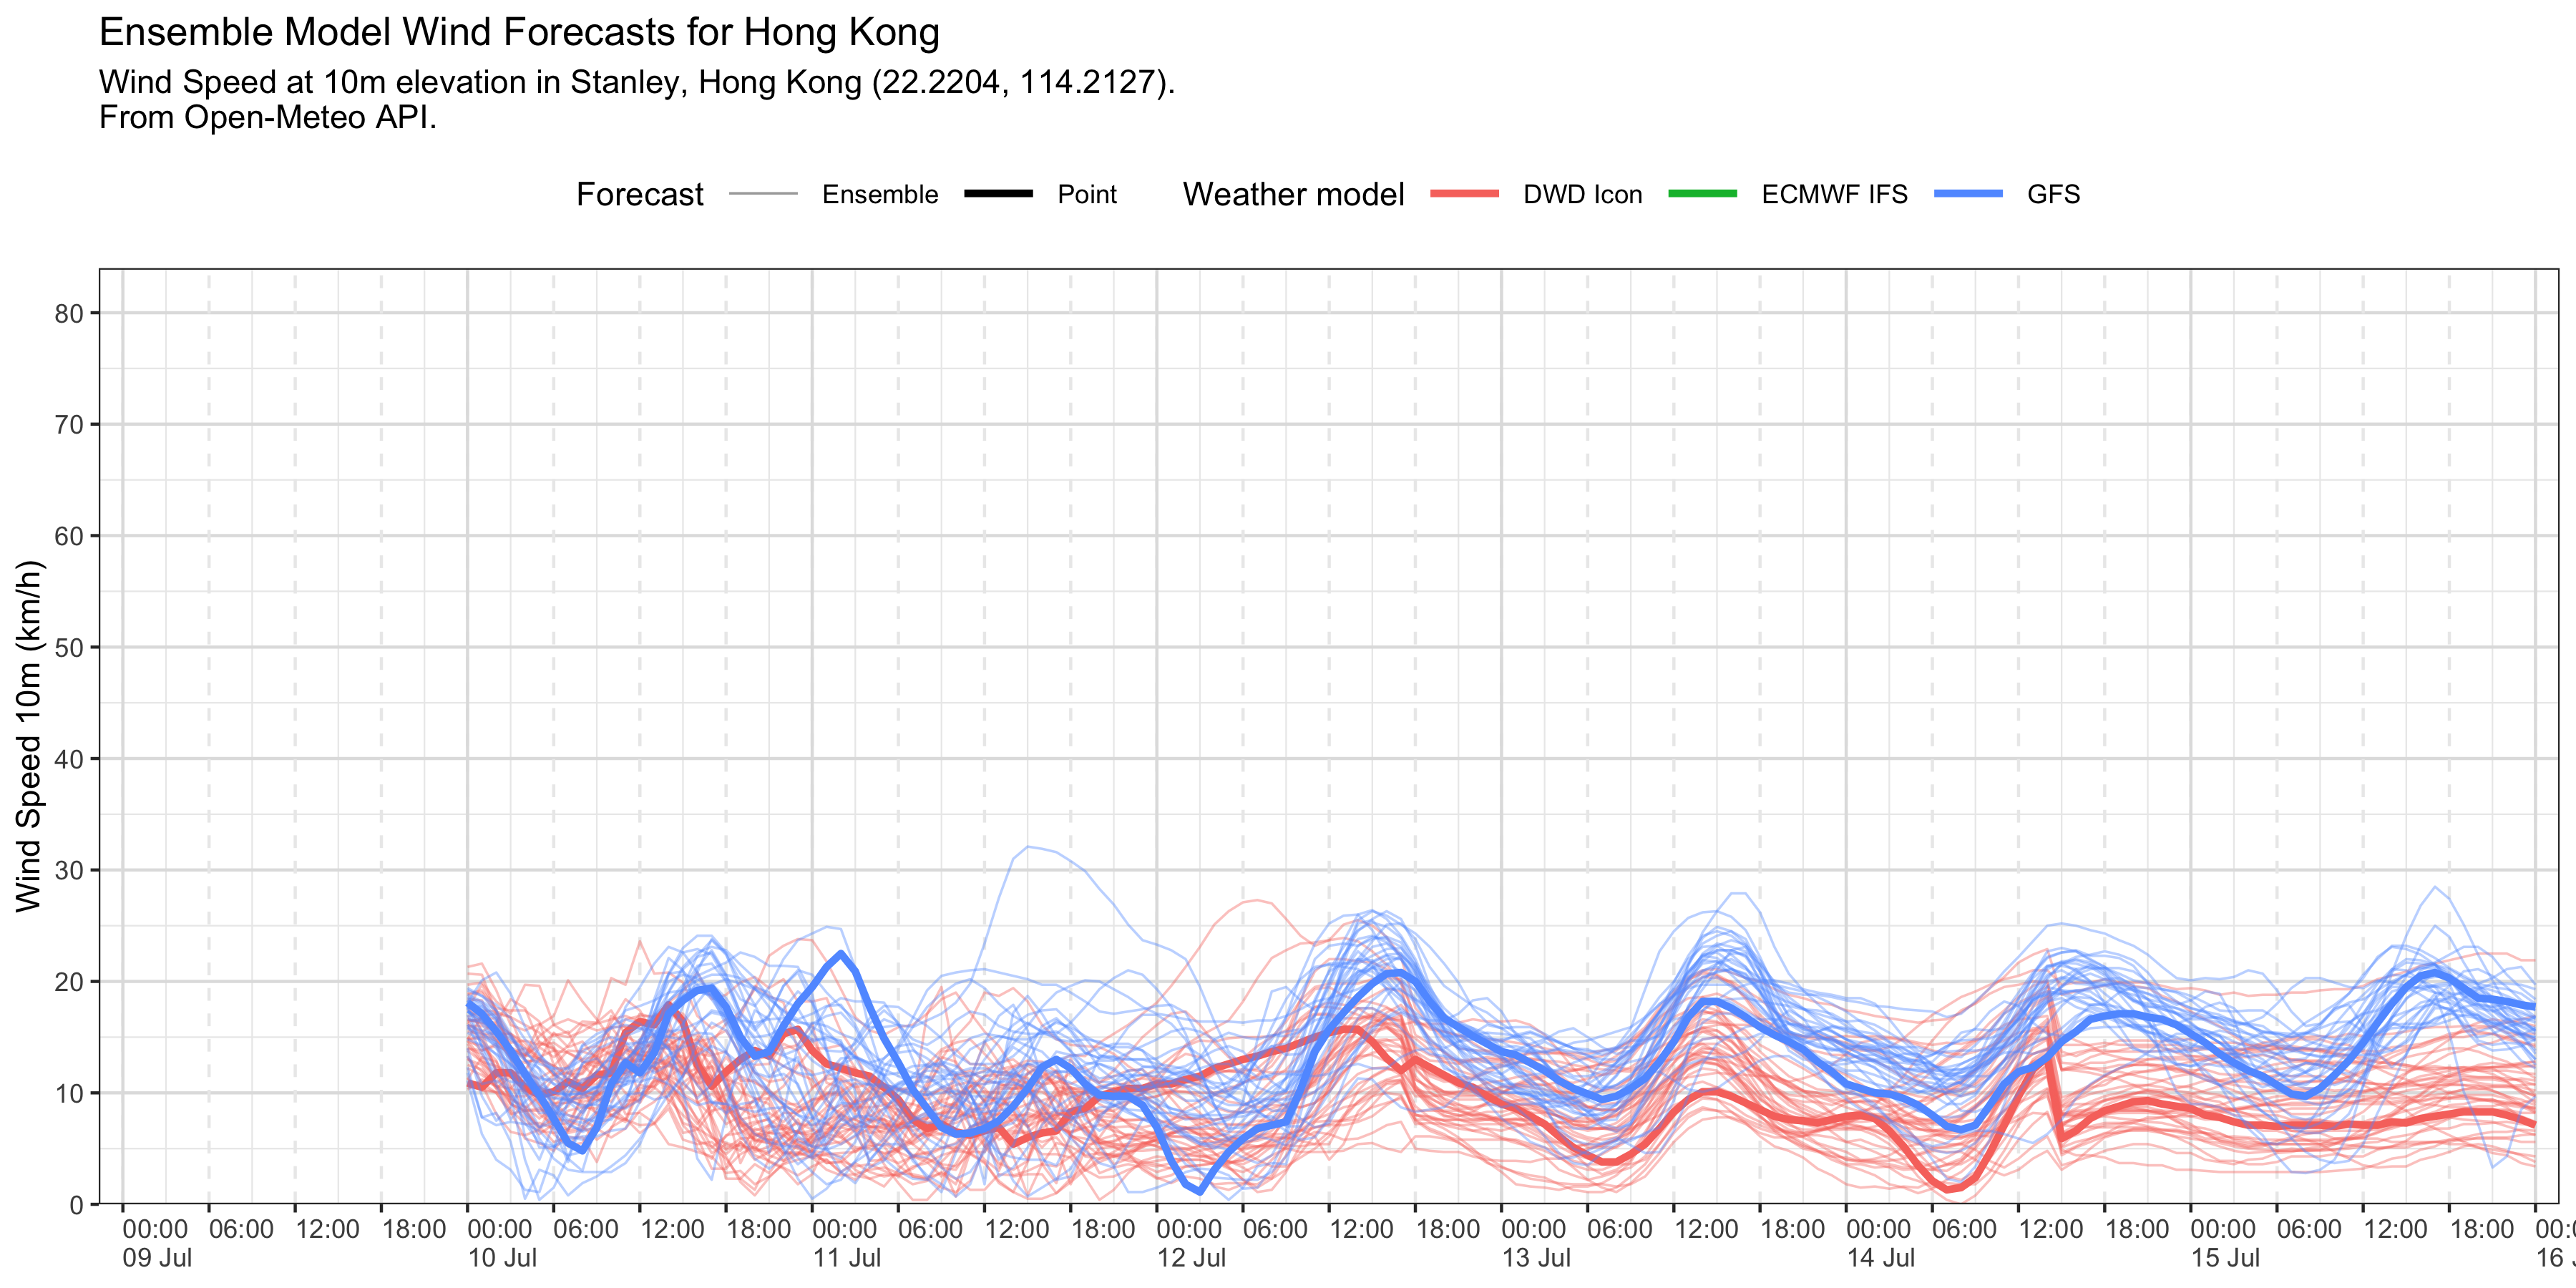 Ensemble Model Wind Forecasts for Hong Kong
Wind Speed at 10m elevation in Stanley, Hong Kong (22.2204, 114.2127).
From Open-Meteo API.
Forecast Ensemble Point Weather model DWD Icon ECMWF IFS GFS
Wind Speed 10m (km/h)
80
70
60
50
40
30
20
10
0
00:00 06:00 12:00 18:00 00:00 06:00 12:00 18:00 00:00 06:00 12:00 18:00 00:00 06:00 12:00 18:00 00:00 06:00 12:00 18:00 00:00 06:00 12:00 18:00 00:00 06:00 12:00 18:00
09 Jul 10 Jul 11 Jul 12 Jul 13 Jul 14 Jul 15 Jul 16